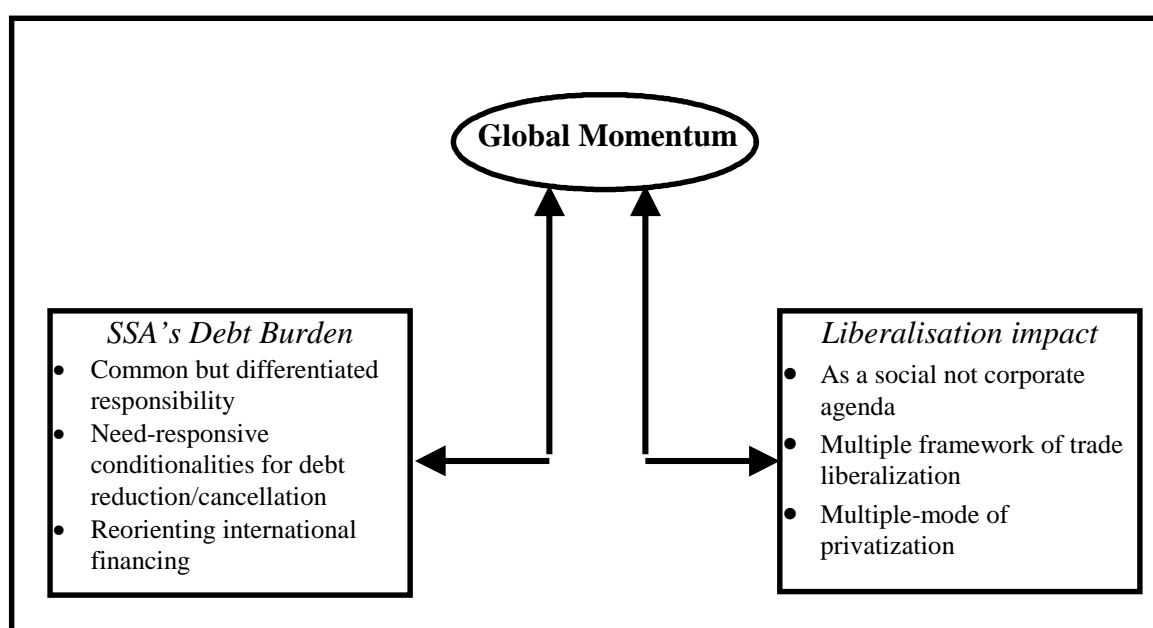 Global Momentum
SSA's Debt Burden
• Common but differentiated
responsibility
• Need-responsive
conditionalities for debt
reduction/cancellation
• Reorienting international
financing
Liberalisation impact
• As a social not corporate
agenda
• Multiple framework of trade
liberalization
• Multiple-mode of
privatization